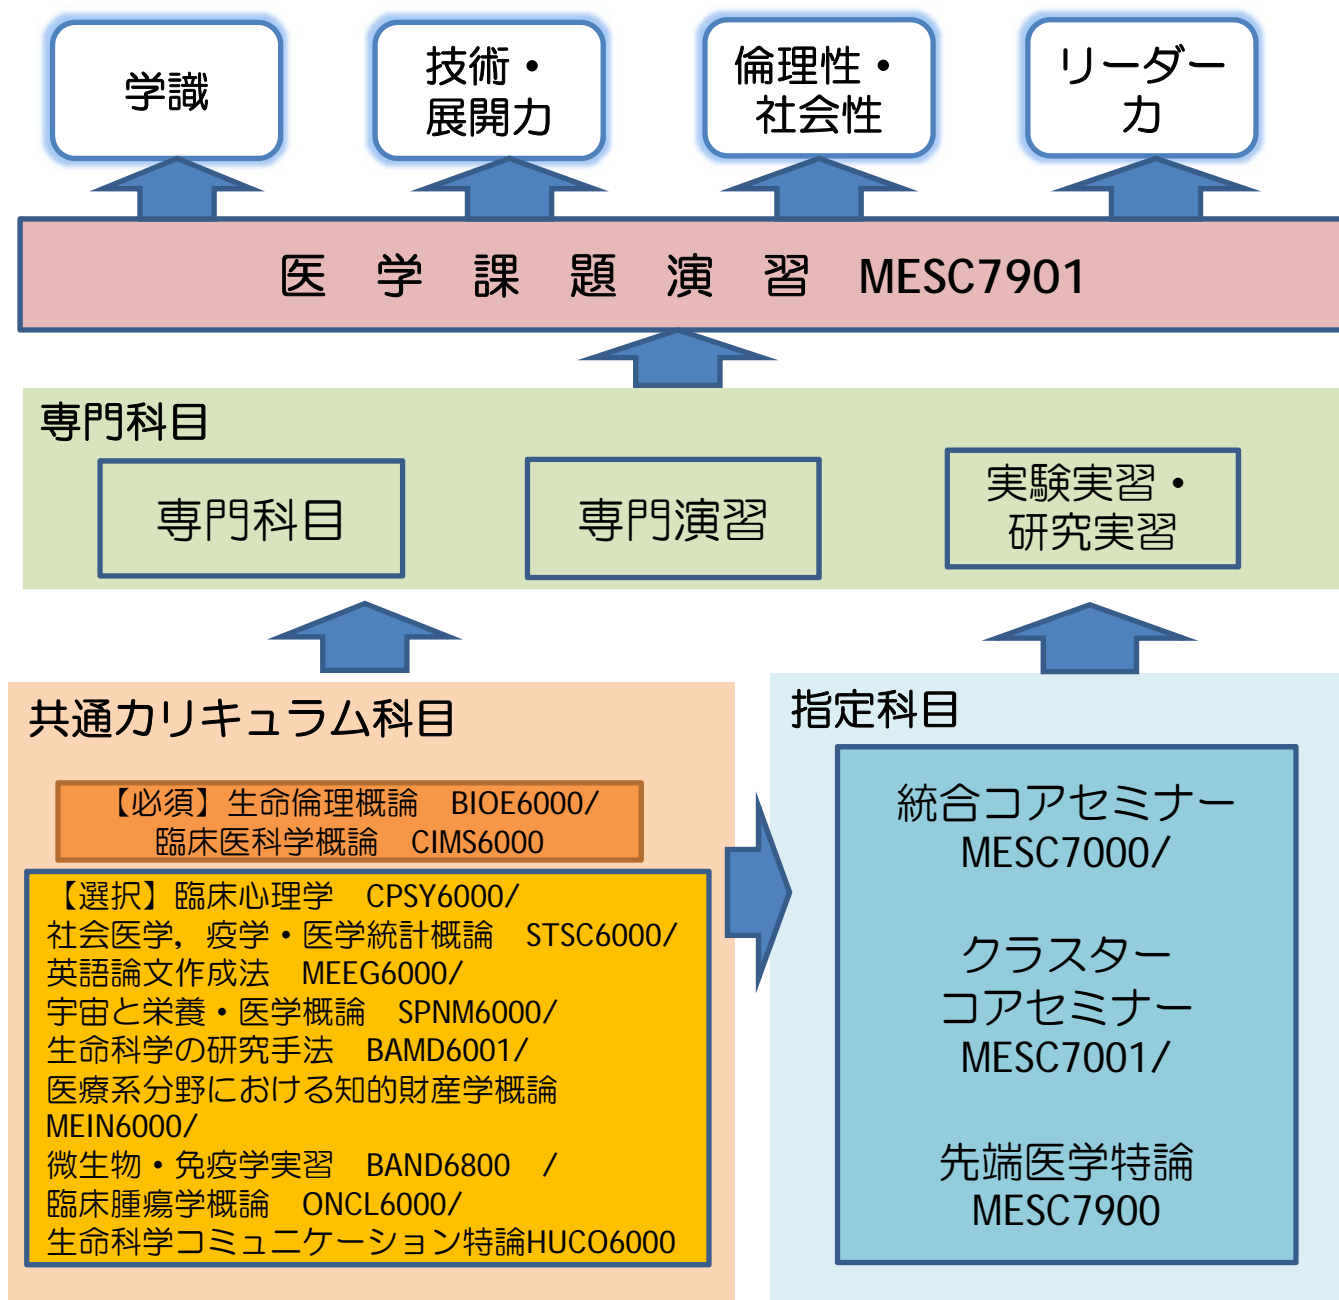 学識
技術・
展開力
倫理性・
社会性
リーダー
力
医 学 課 題 演 習 MESC7901
専門科目
専門科目
専門演習
実験実習・
研究実習
共通カリキュラム科目
【必須】生命倫理概論 BIOE6000/
臨床医科学概論 CIMS6000
【選択】臨床心理学 CPSY6000/
社会医学，疫学・医学統計概論 STSC6000/
英語論文作成法 MEEG6000/
宇宙と栄養・医学概論 SPNM6000/
生命科学の研究手法 BAMD6001/
医療系分野における知的財産学概論
MEIN6000/
微生物・免疫学実習 BAND6800 /
臨床腫瘍学概論 ONCL6000/
生命科学コミュニケーション特論HUCO6000
指定科目
統合コアセミナー
MESC7000/
クラスター
コアセミナー
MESC7001/
先端医学特論
MESC7900